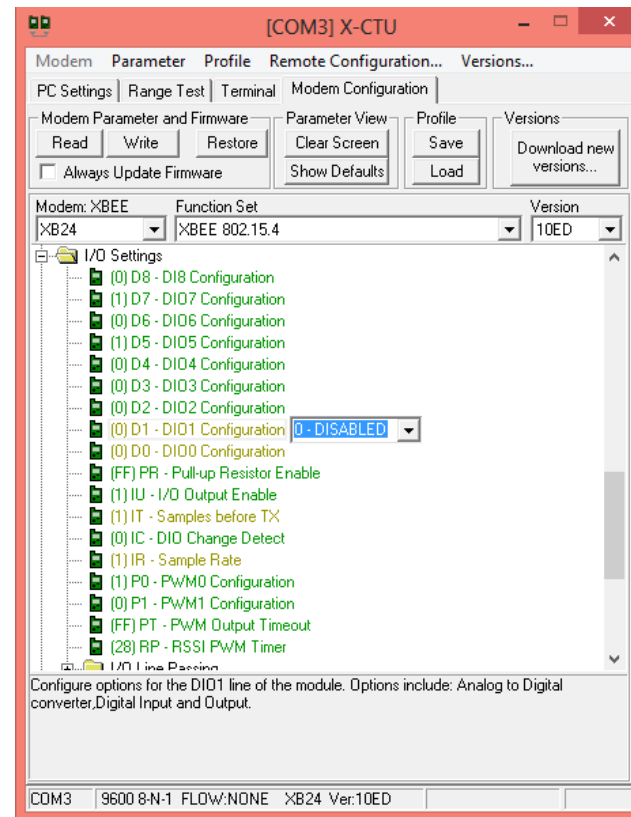 [COM3] X-CTU
Modem Parameter Profile Remote Configuration... Versions...
PC Settings Range Test Terminal Modem Configuration
Modem Parameter and Firmware Parameter View Profile Versions
Read Write Restore Clear Screen Save Download new versions...
Always Update Firmware Show Defaults Load
Modem: XBEE Function Set Version
XB24 XBEE 802.15.4 10ED
I/O Settings
(0) D8 - DI8 Configuration
(1) D7 - DIO7 Configuration
(0) D6 - DIO6 Configuration
(1) D5 - DIO5 Configuration
(0) D4 - DIO4 Configuration
(0) D3 - DIO3 Configuration
(0) D2 - DIO2 Configuration
(0) D1 - DIO1 Configuration 0 - DISABLED
(0) D0 - DIO0 Configuration
(FF) PR - Pull-up Resistor Enable
(1) IU - I/O Output Enable
(1) IT - Samples before TX
(0) IC - DIO Change Detect
(1) IR - Sample Rate
(1) P0 - PWM0 Configuration
(0) P1 - PWM1 Configuration
(FF) PT - PWM Output Timeout
(28) RP - RSSI PWM Timer
I/O Line Passing
Configure options for the DIO1 line of the module. Options include: Analog to Digital
converter,Digital Input and Output.
COM3 9600 8-N-1 FLOW:NONE XB24 Ver:10ED